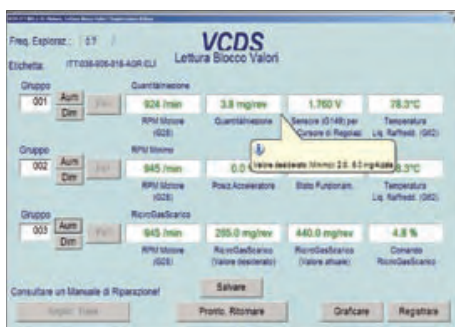 Freq. Esploraz.:
VCDS
Lettura Blocco Valori
Etichetta:
Gruppo
001 Aum Dim
924 /min 3.8 mg/rev 1.760 V 78.3°C
RPM Motore (G28)
Sensore (G149) per Cursore di Regolaz.
Temperatura Liq. Raffredd. (G62)
Gruppo RPM Minimo
002 Aum Dim
945 /min
RPM Motore (G28)
Posiz.Acceleratore
Stato Funzionam.
Temperatura Liq. Raffredd. (G62)
Gruppo RicircGasScarico
003 Aum Dim
945 /min 265.0 mg/rev 440.0 mg/rev 4.8 %
RPM Motore (G28)
RicircGasScarico (Valore desiderato)
RicircGasScarico (Valore attuale)
Comando RicircGasScarico
Consultare un Manuale di Riparazione!
Salvare
Pronto, Ritornare
Graficare
Registrare